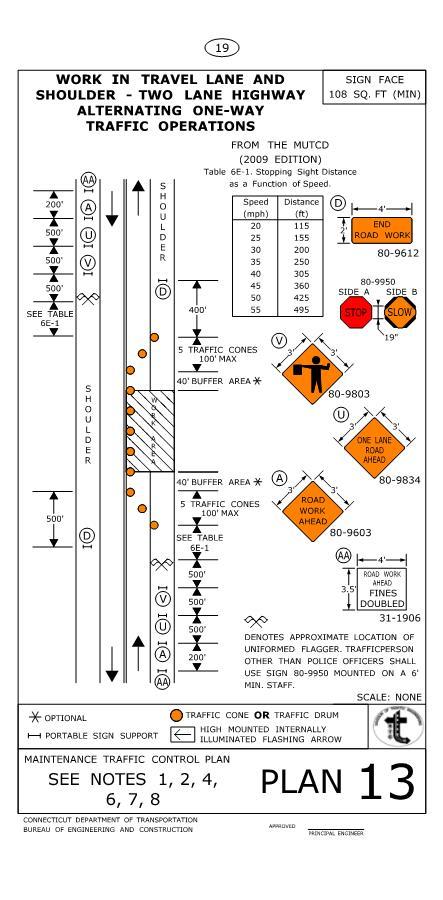 19
WORK IN TRAVEL LANE AND
SHOULDER - TWO LANE HIGHWAY
ALTERNATING ONE-WAY
TRAFFIC OPERATIONS
SIGN FACE
108 SQ. FT (MIN)
FROM THE MUTCD
(2009 EDITION)
Table 6E-1. Stopping Sight Distance
as a Function of Speed.
Speed (mph) Distance (ft)
20 115
25 155
30 200
35 250
40 305
45 360
50 425
55 495
AA
200'
A
500'
U
500'
V
500'
SEE TABLE
6E-1
SHOULDER
500'
D
SHOULDER
D
400'
5 TRAFFIC CONES
100' MAX
40' BUFFER AREA
WORK AREA
40' BUFFER AREA
5 TRAFFIC CONES
100' MAX
SEE TABLE
6E-1
500'
V
500'
U
500'
A
200'
AA
D
4'
2'
END
ROAD WORK
80-9612
80-9950
SIDE A SIDE B
STOP SLOW
19"
V
3' 3'
80-9803
U
3' 3'
ONE LANE
ROAD
AHEAD
80-9834
A
3' 3'
ROAD
WORK
AHEAD
80-9603
AA
4'
3.5'
ROAD WORK
AHEAD
FINES
DOUBLED
31-1906
DENOTES APPROXIMATE LOCATION OF
UNIFORMED FLAGGER. TRAFFICPERSON
OTHER THAN POLICE OFFICERS SHALL
USE SIGN 80-9950 MOUNTED ON A 6'
MIN. STAFF.
SCALE: NONE
OPTIONAL
TRAFFIC CONE OR TRAFFIC DRUM
PORTABLE SIGN SUPPORT
HIGH MOUNTED INTERNALLY
ILLUMINATED FLASHING ARROW
MAINTENANCE TRAFFIC CONTROL PLAN
SEE NOTES 1, 2, 4,
6, 7, 8
PLAN 13
CONNECTICUT DEPARTMENT OF TRANSPORTATION
BUREAU OF ENGINEERING AND CONSTRUCTION
APPROVED
PRINCIPAL ENGINEER